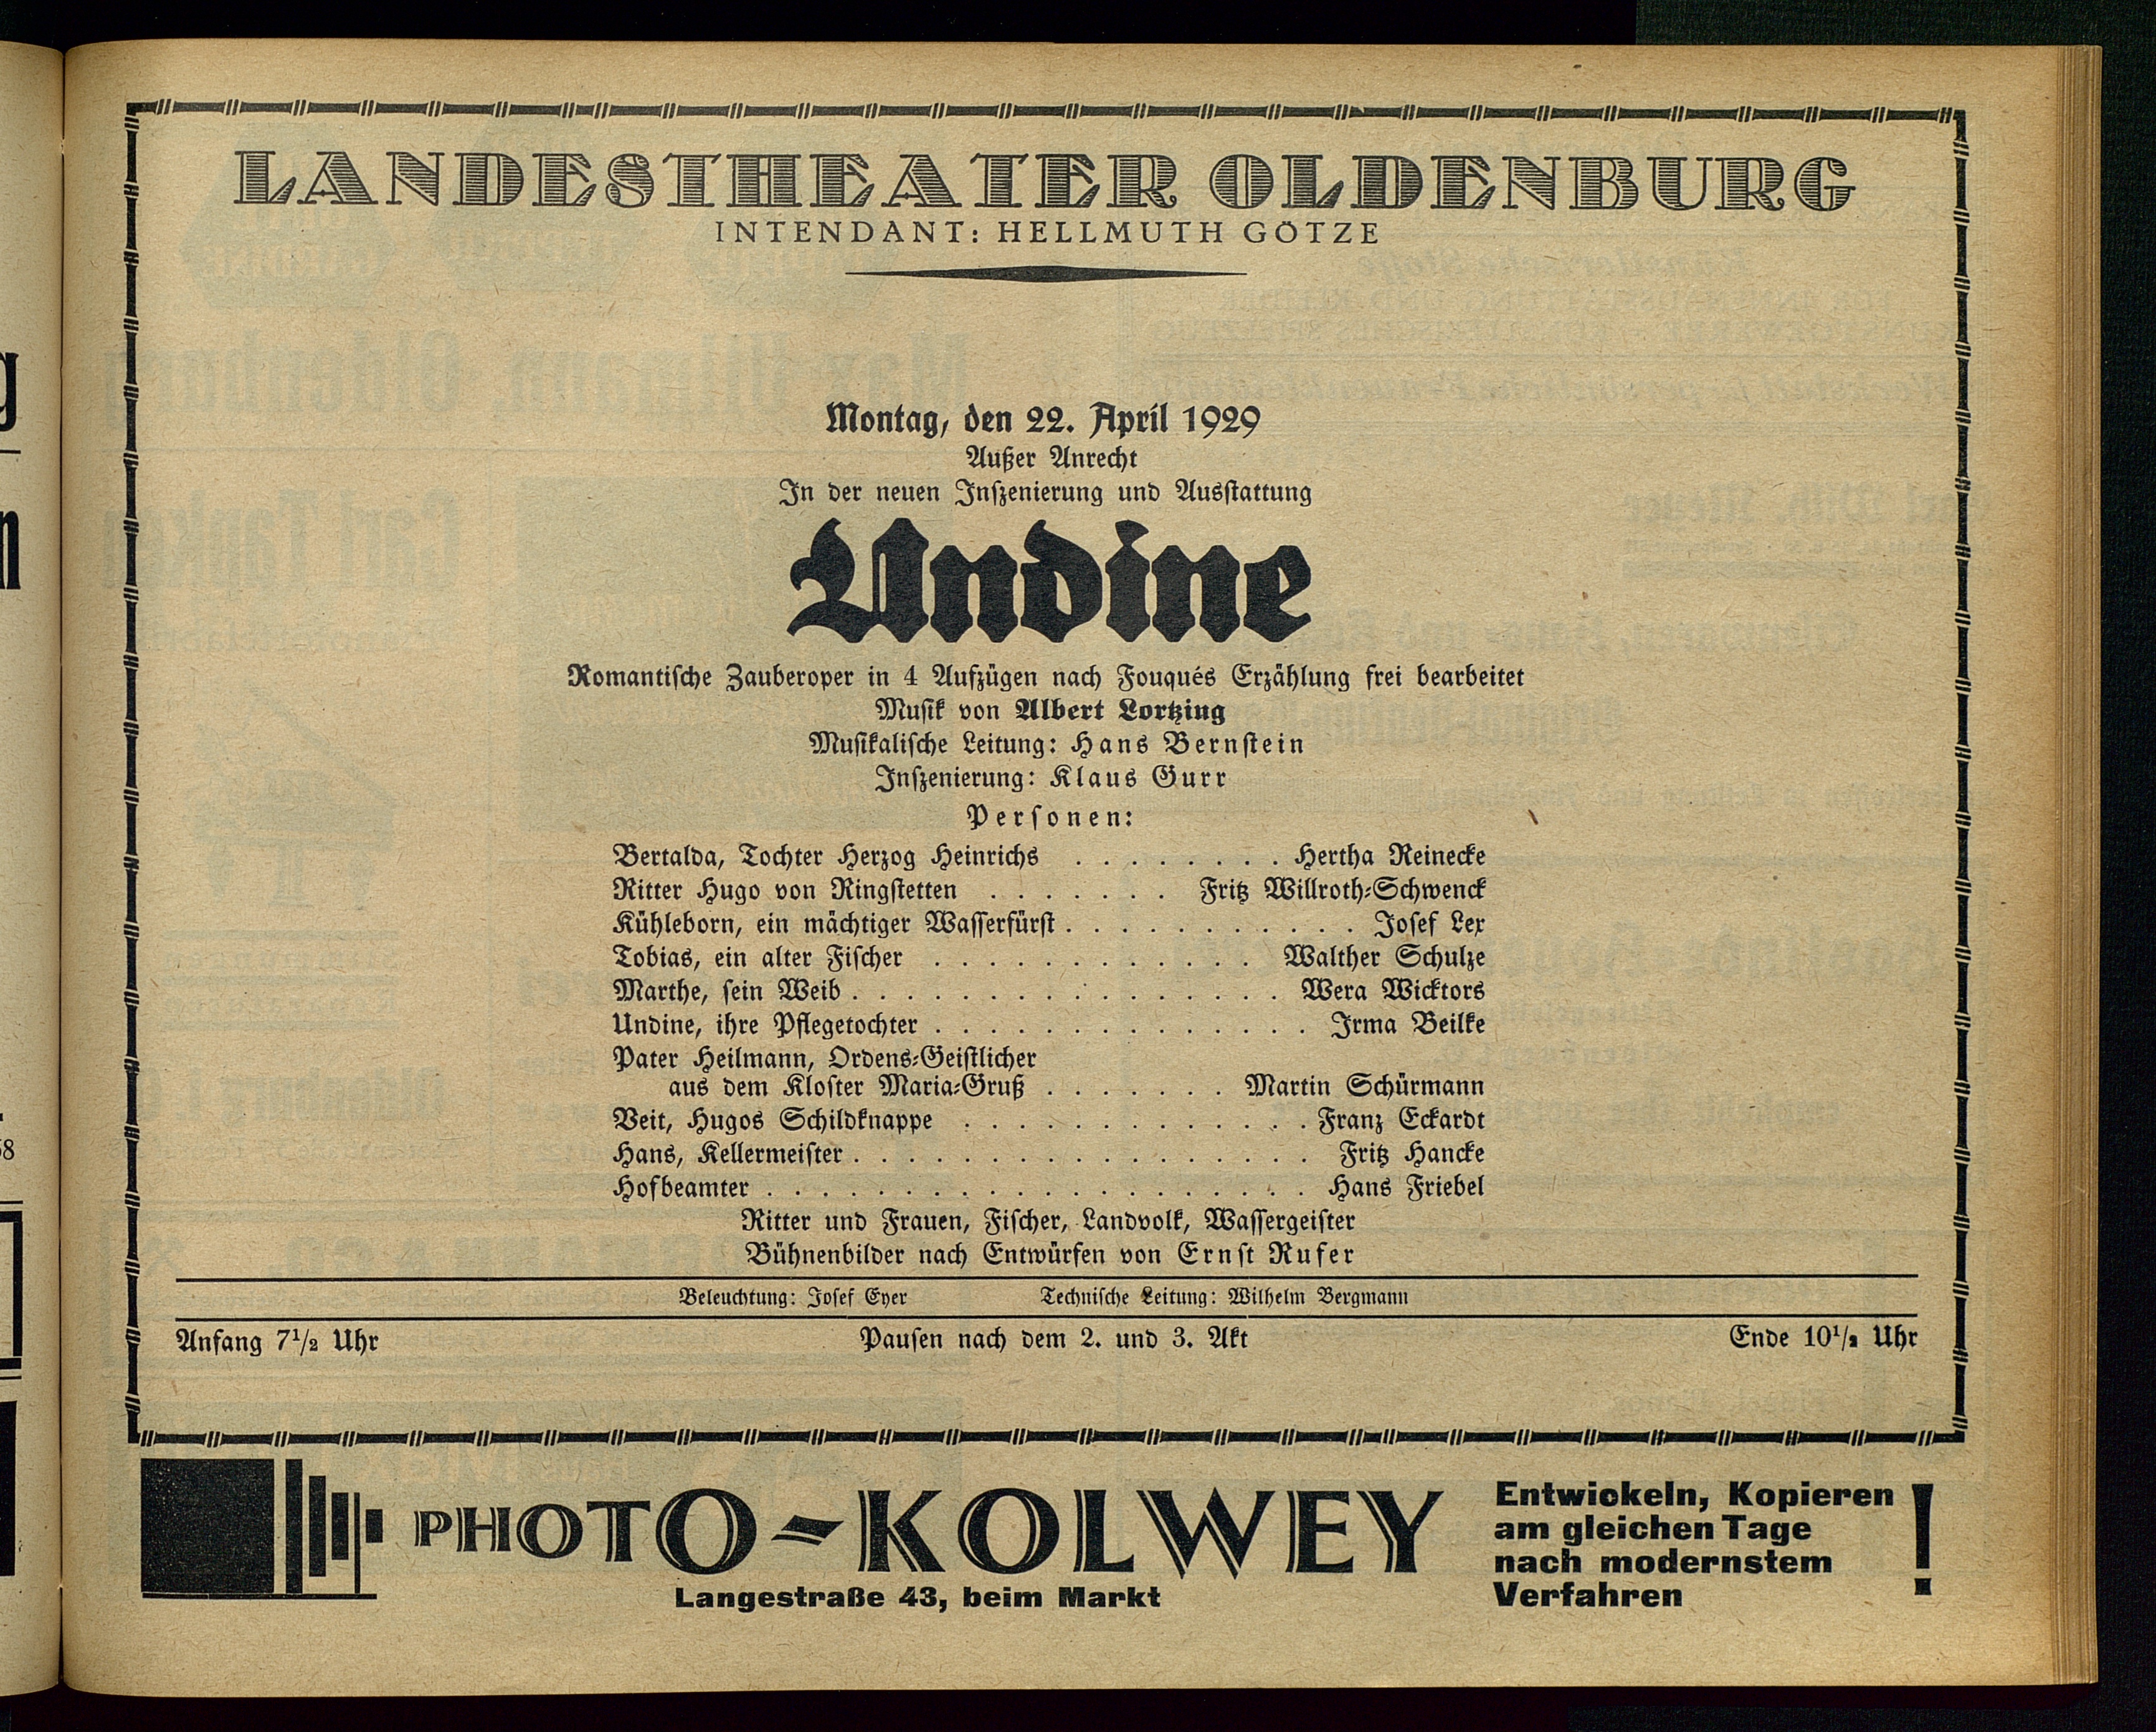 LANDESTHEATER OLDENBURG
INTENDANT: HELLMUTH GÖTZE
Montag, den 22. April 1929
Außer Anrecht
In der neuen Inszenierung und Ausstattung
Undine
Romantische Zauberoper in 4 Aufzügen nach Fouqués Erzählung frei bearbeitet
Musik von Albert Lortzing
Musikalische Leitung: Hans Bernstein
Inszenierung: Klaus Gurr
Personen:
Bertalda, Tochter Herzog Heinrichs . . . . . . . . Hertha Reinecke
Ritter Hugo von Ringstetten . . . . . . . Fritz Willroth-Schwenck
Kühleborn, ein mächtiger Wasserfürst . . . . . . . . . . . Josef Lex
Tobias, ein alter Fischer . . . . . . . . . . . . Walther Schulze
Marthe, sein Weib . . . . . . . . . . . . . . . . Wera Wicktors
Undine, ihre Pflegetochter . . . . . . . . . . . . . . Irma Beilke
Pater Heilmann, Ordens-Geistlicher
aus dem Kloster Maria-Gruß . . . . . . . Martin Schürmann
Veit, Hugos Schildknappe . . . . . . . . . . . . . Franz Eckardt
Hans, Kellermeister . . . . . . . . . . . . . . . . . Fritz Hancke
Hofbeamter . . . . . . . . . . . . . . . . . . . . Hans Friebel
Ritter und Frauen, Fischer, Landvolk, Wassergeister
Bühnenbilder nach Entwürfen von Ernst Rufer
Beleuchtung: Josef Eyer Technische Leitung: Wilhelm Bergmann
Anfang 7½ Uhr Pausen nach dem 2. und 3. Akt Ende 10½ Uhr
PHOTO-KOLWEY
Langestraße 43, beim Markt
Entwickeln, Kopieren
am gleichen Tage
nach modernstem
Verfahren !